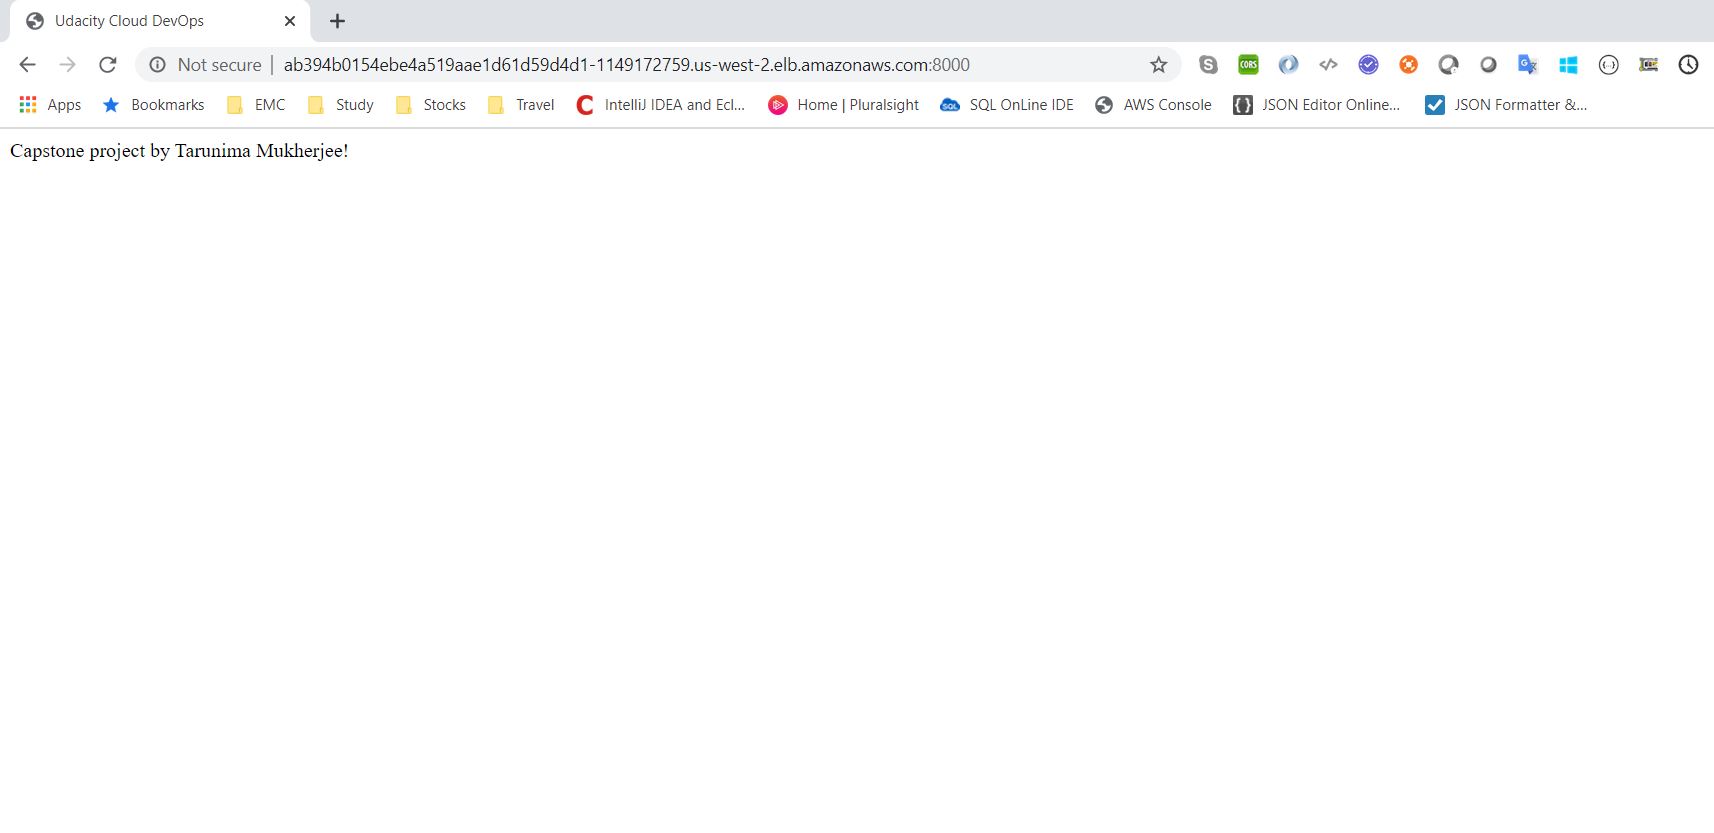 Udacity Cloud DevOps
Not secure | ab394b0154ebe4a519aae1d61d59d4d1-1149172759.us-west-2.elb.amazonaws.com:8000
CORS
Apps Bookmarks EMC Study Stocks Travel IntelliJ IDEA and Ecl... Home | Pluralsight SQL SQL OnLine IDE AWS Console JSON Editor Online... JSON Formatter &...
Capstone project by Tarunima Mukherjee!